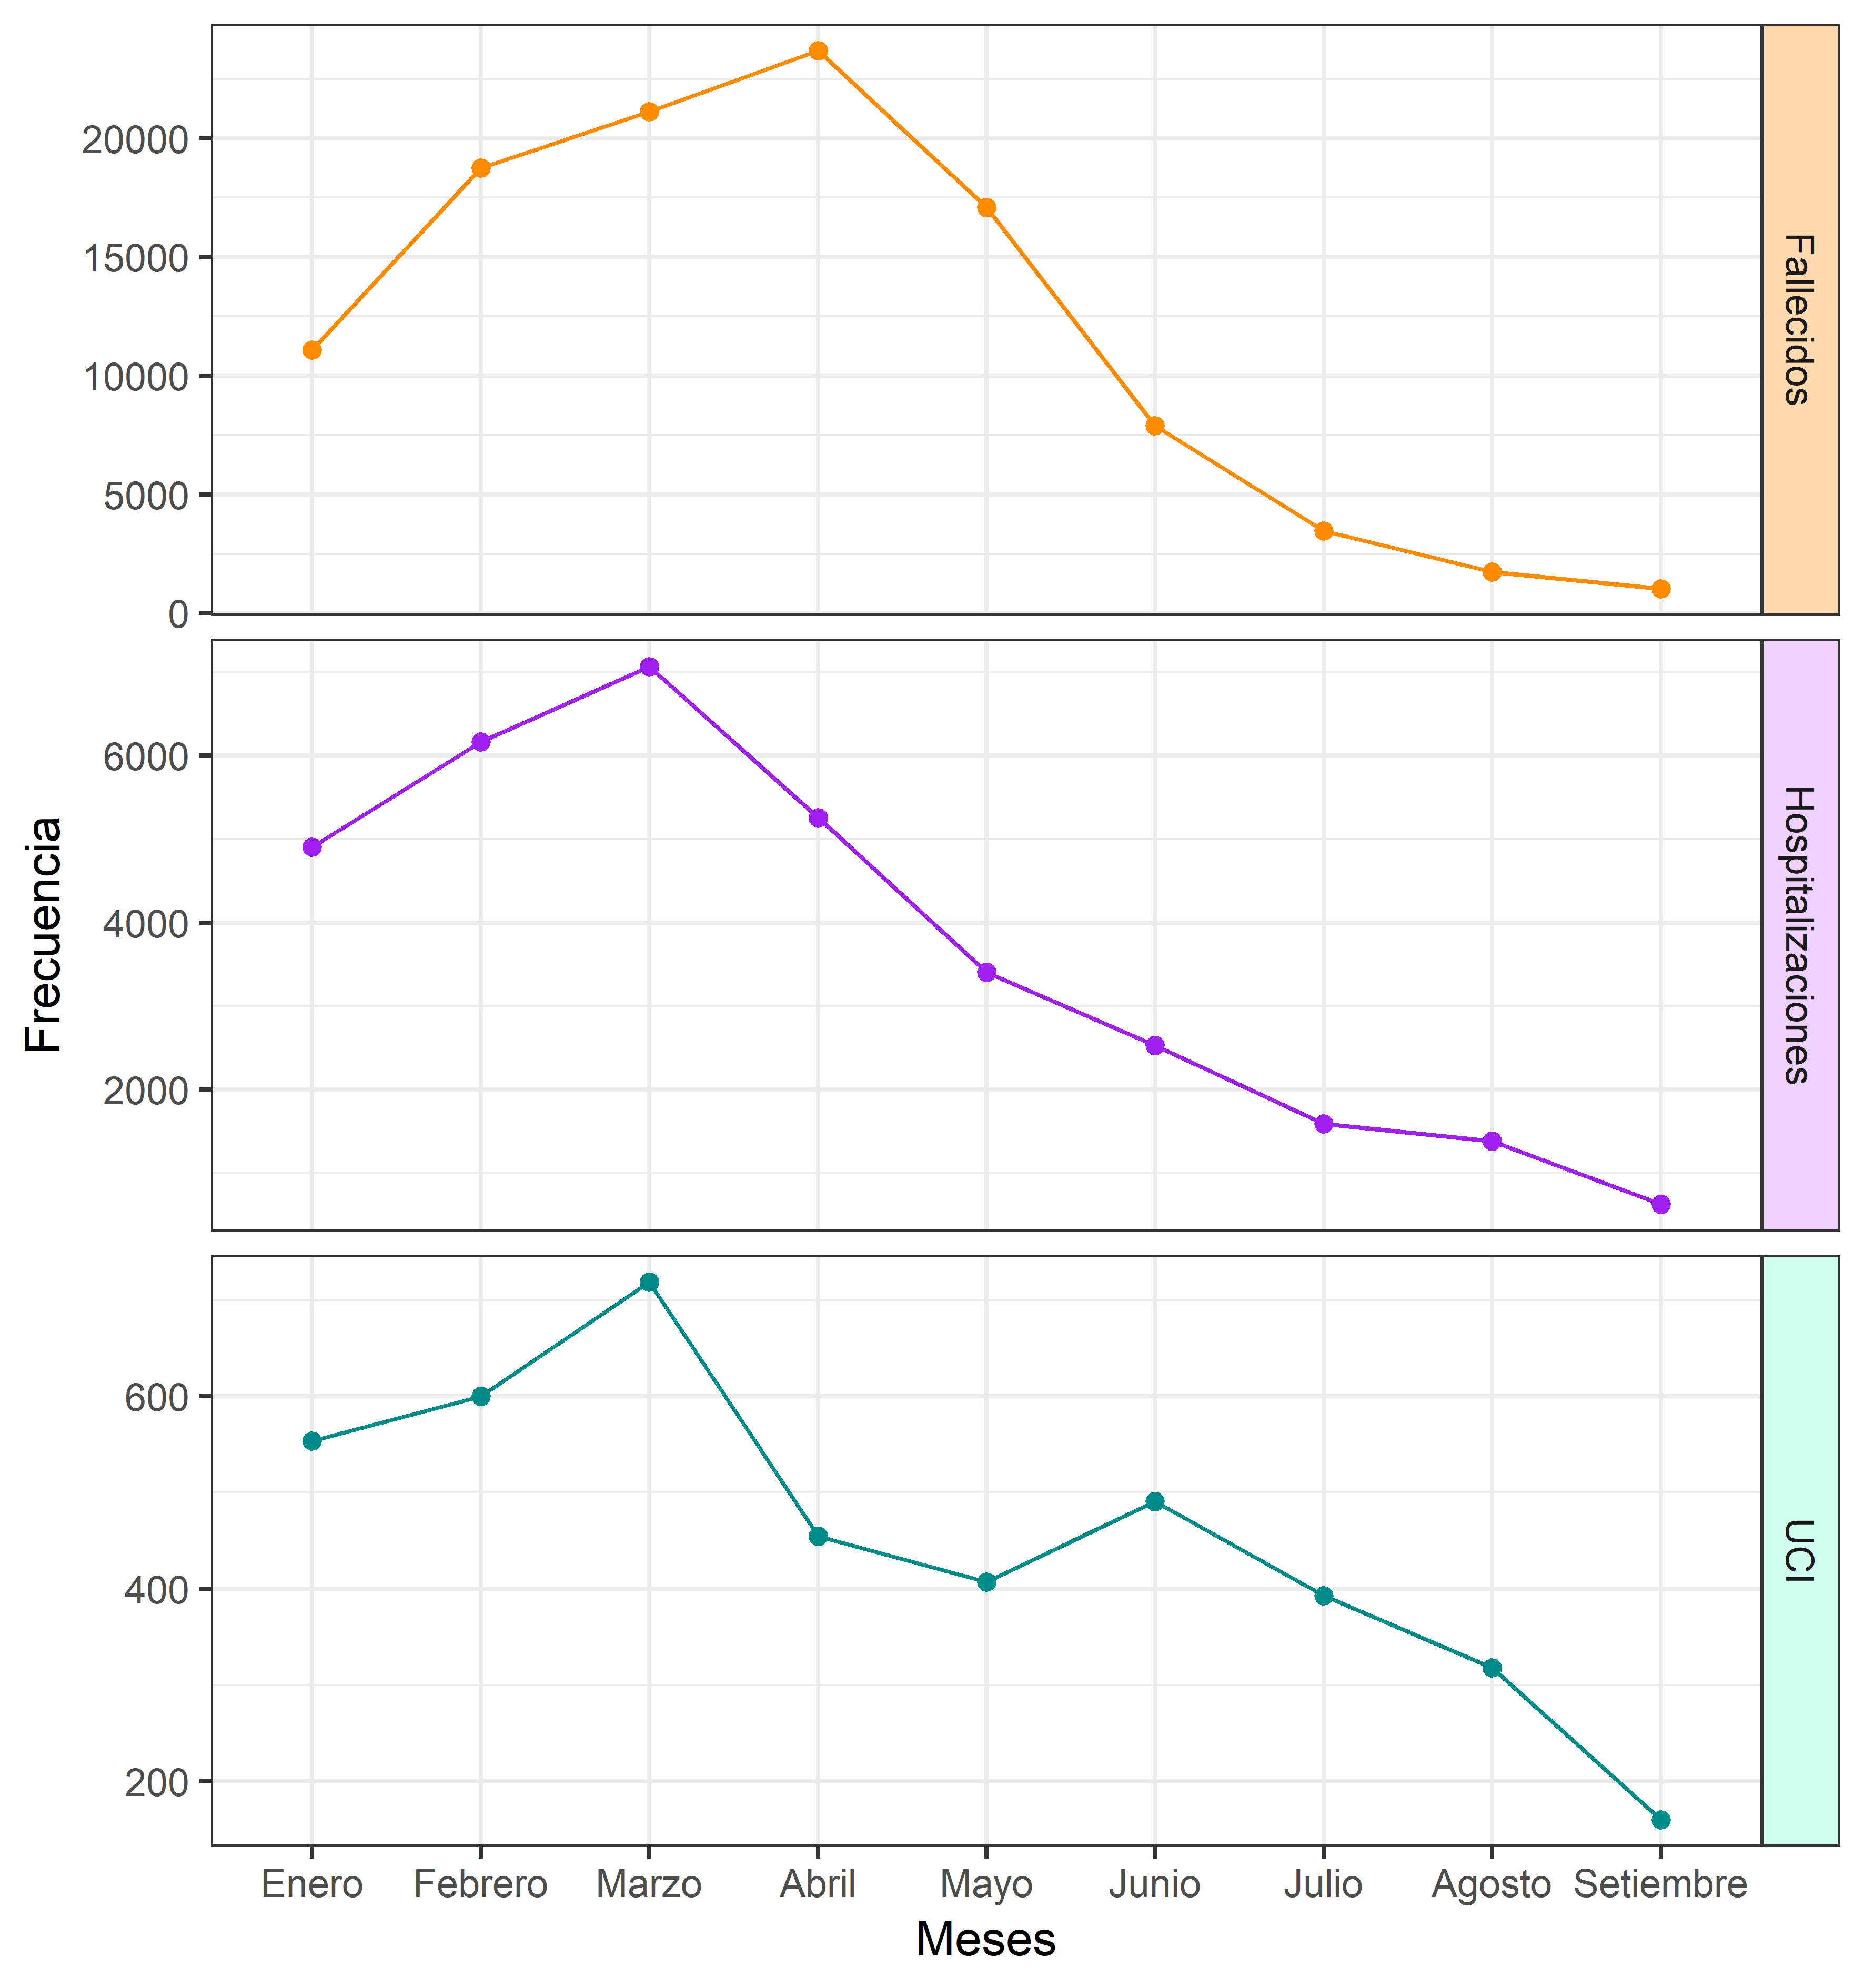 20000
15000
10000
5000
0
Fallecidos
6000
4000
2000
Hospitalizaciones
600
400
200
UCI
Frecuencia
Enero Febrero Marzo Abril Mayo Junio Julio Agosto Setiembre
Meses